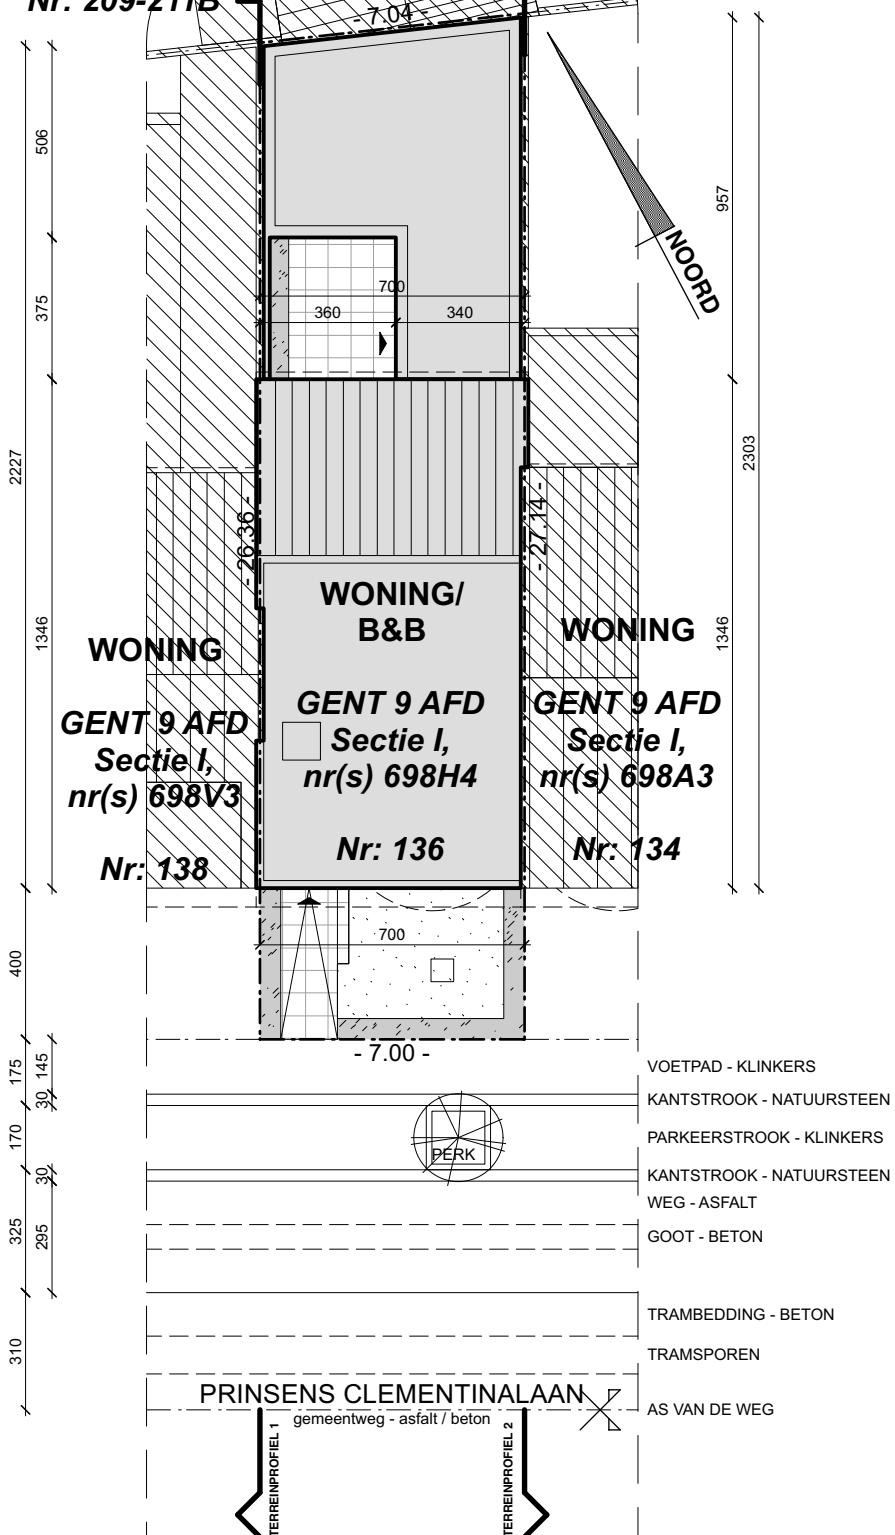 Nr: 209-211B
- 7.04 -
506
957
NOORD
375
700
360
340
2227
2303
- 26.36 -
- 27.14 -
1346
1346
WONING/
B&B
WONING
WONING
GENT 9 AFD
Sectie I,
nr(s) 698V3
Nr: 138
GENT 9 AFD
Sectie I,
nr(s) 698H4
Nr: 136
GENT 9 AFD
Sectie I,
nr(s) 698A3
Nr: 134
400
700
- 7.00 -
175
145
VOETPAD - KLINKERS
30
KANTSTROOK - NATUURSTEEN
170
PARKEERSTROOK - KLINKERS
PERK
30
KANTSTROOK - NATUURSTEEN
WEG - ASFALT
325
295
GOOT - BETON
310
TRAMBEDDING - BETON
TRAMSPOREN
PRINSENS CLEMENTINALAAN
gemeentweg - asfalt / beton
AS VAN DE WEG
TERREINPROFIEL 1
TERREINPROFIEL 2